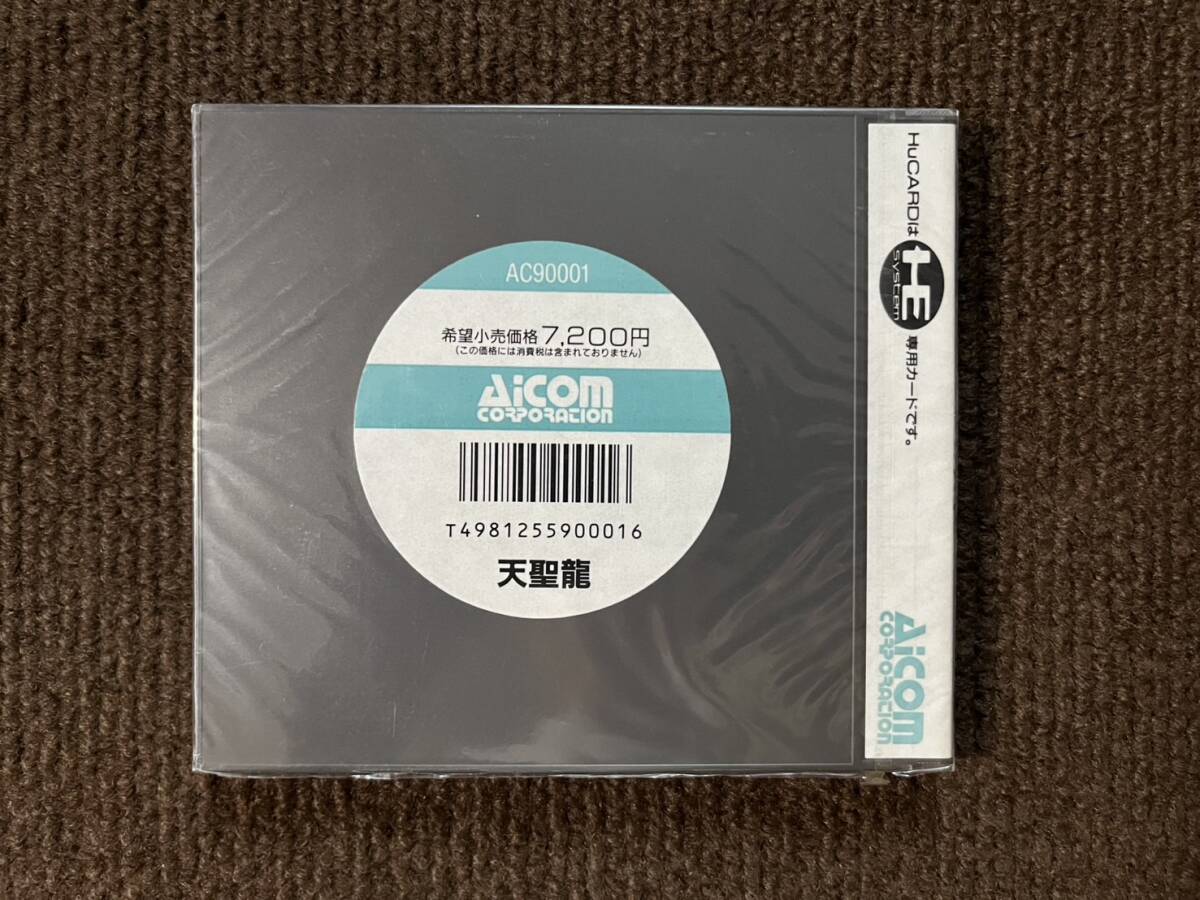 AC90001
希望小売価格 7,200円
(この価格には消費税は含まれておりません)
AiCOM
CORPORATION
T4981255900016
天聖龍
HuCARDは HE system 専用カードです。
AiCOM
CORPORATION